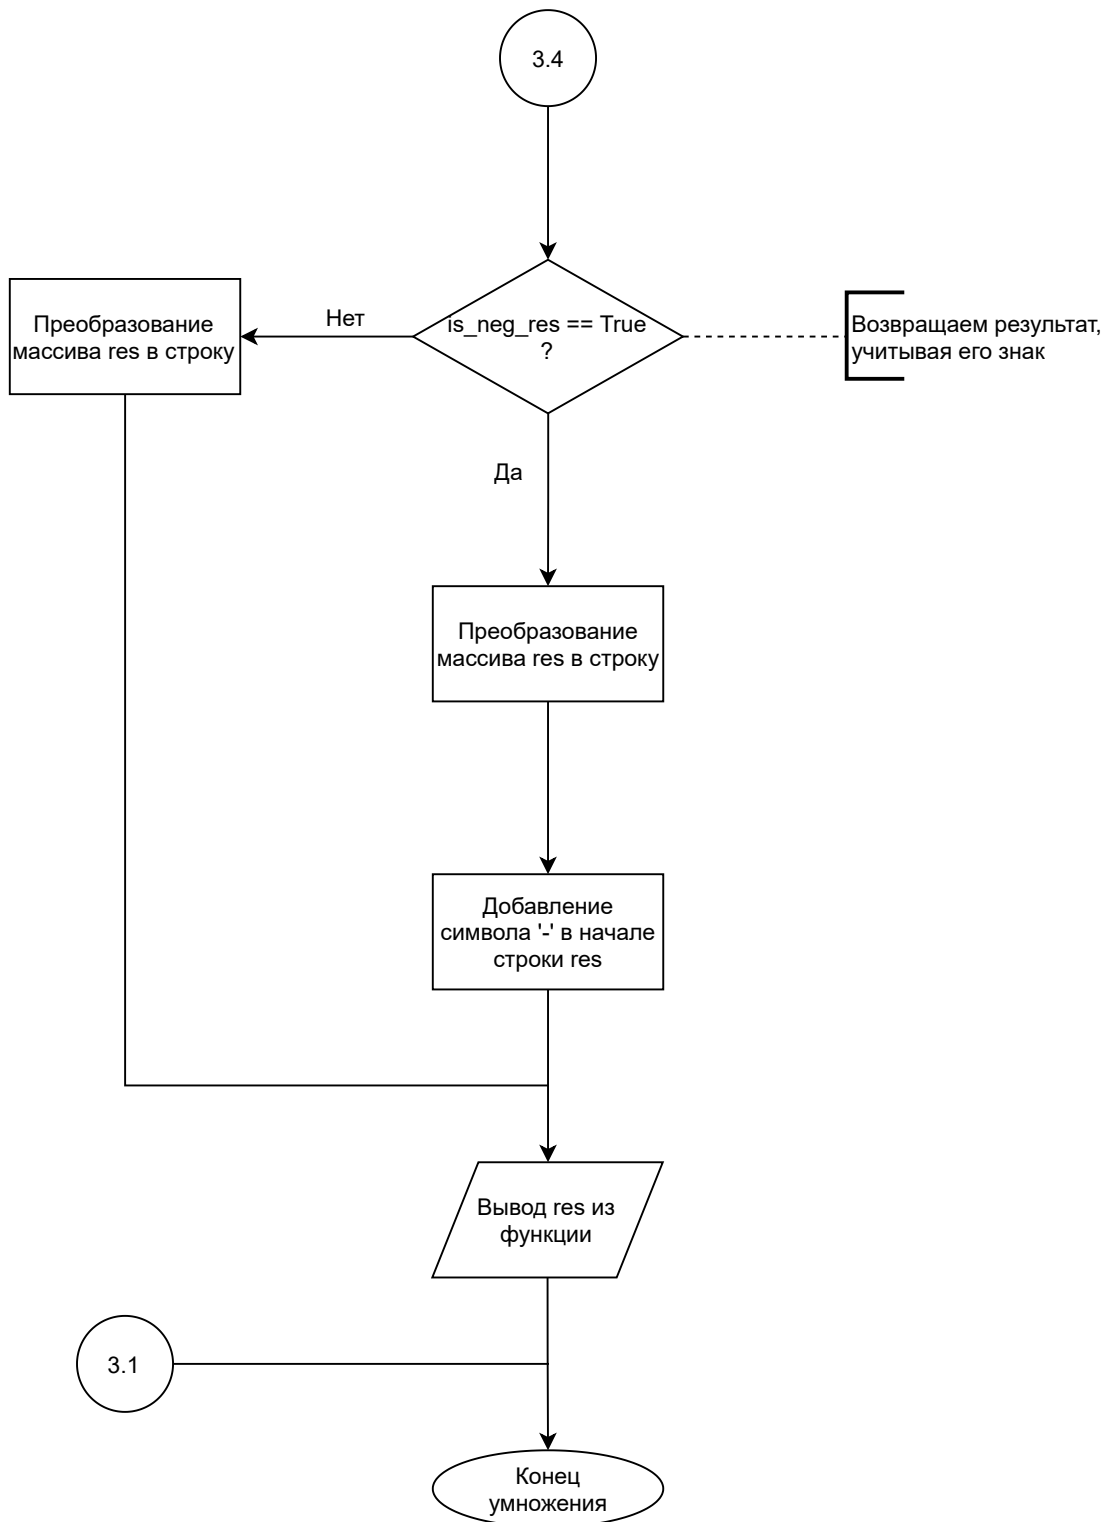 3.4
Преобразование
массива res в строку
Нет
is_neg_res == True
?
Возвращаем результат,
учитывая его знак
Да
Преобразование
массива res в строку
Добавление
символа '-' в начале
строки res
Вывод res из
функции
3.1
Конец
умножения